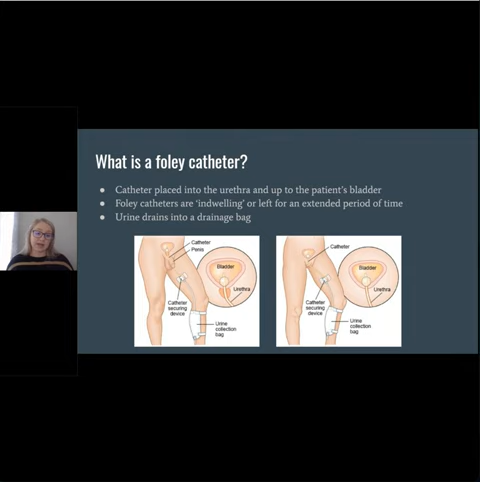 What is a foley catheter?
Catheter placed into the urethra and up to the patient's bladder
Foley catheters are 'indwelling' or left for an extended period of time
Urine drains into a drainage bag
Catheter
Penis
Bladder
Urethra
Catheter
securing
device
Urine
collection
bag
Catheter
Bladder
Urethra
Catheter
securing
device
Urine
collection
bag